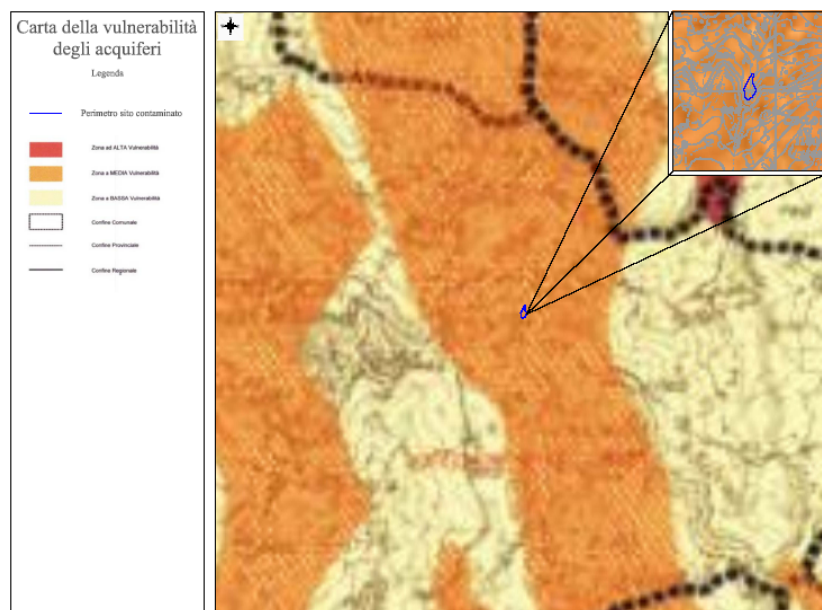 Carta della vulnerabilità
degli acquiferi
Legenda
Perimetro sito contaminato
Zona ad ALTA Vulnerabilità
Zona a MEDIA Vulnerabilità
Zona a BASSA Vulnerabilità
Confine Comunale
Confine Provinciale
Confine Regionale